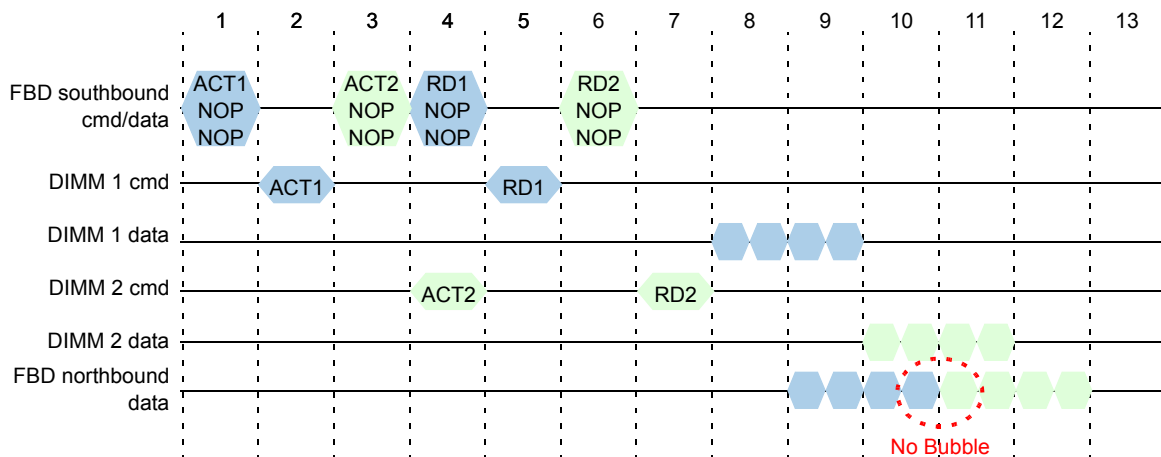 1 2 3 4 5 6 7 8 9 10 11 12 13
FBD southbound
cmd/data
ACT1
NOP
NOP
ACT2
NOP
NOP
RD1
NOP
NOP
RD2
NOP
NOP
DIMM 1 cmd
ACT1
RD1
DIMM 1 data
DIMM 2 cmd
ACT2
RD2
DIMM 2 data
FBD northbound
data
No Bubble